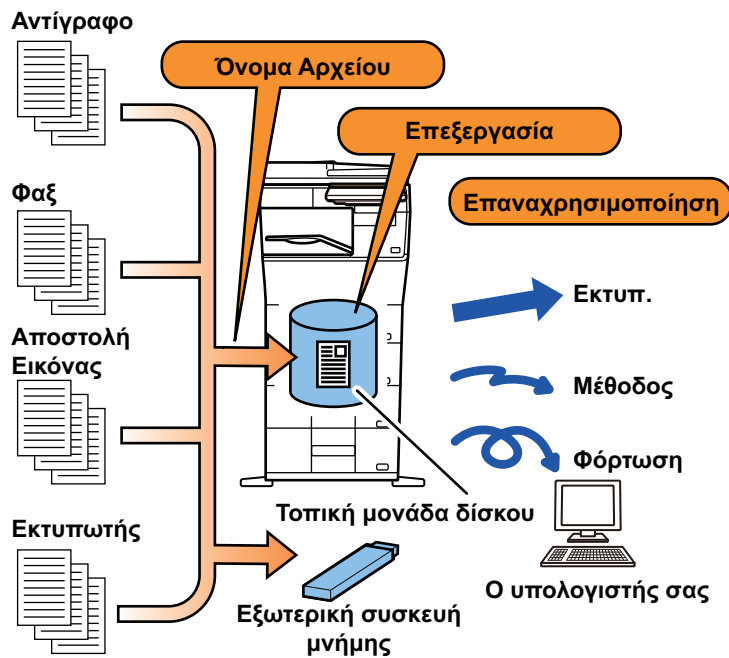 Αντίγραφο
Όνομα Αρχείου
Επεξεργασία
Φαξ
Επαναχρησιμοποίηση
Εκτυπ.
Αποστολή
Εικόνας
Μέθοδος
Φόρτωση
Τοπική μονάδα δίσκου
Εκτυπωτής
Ο υπολογιστής σας
Εξωτερική συσκευή
μνήμης